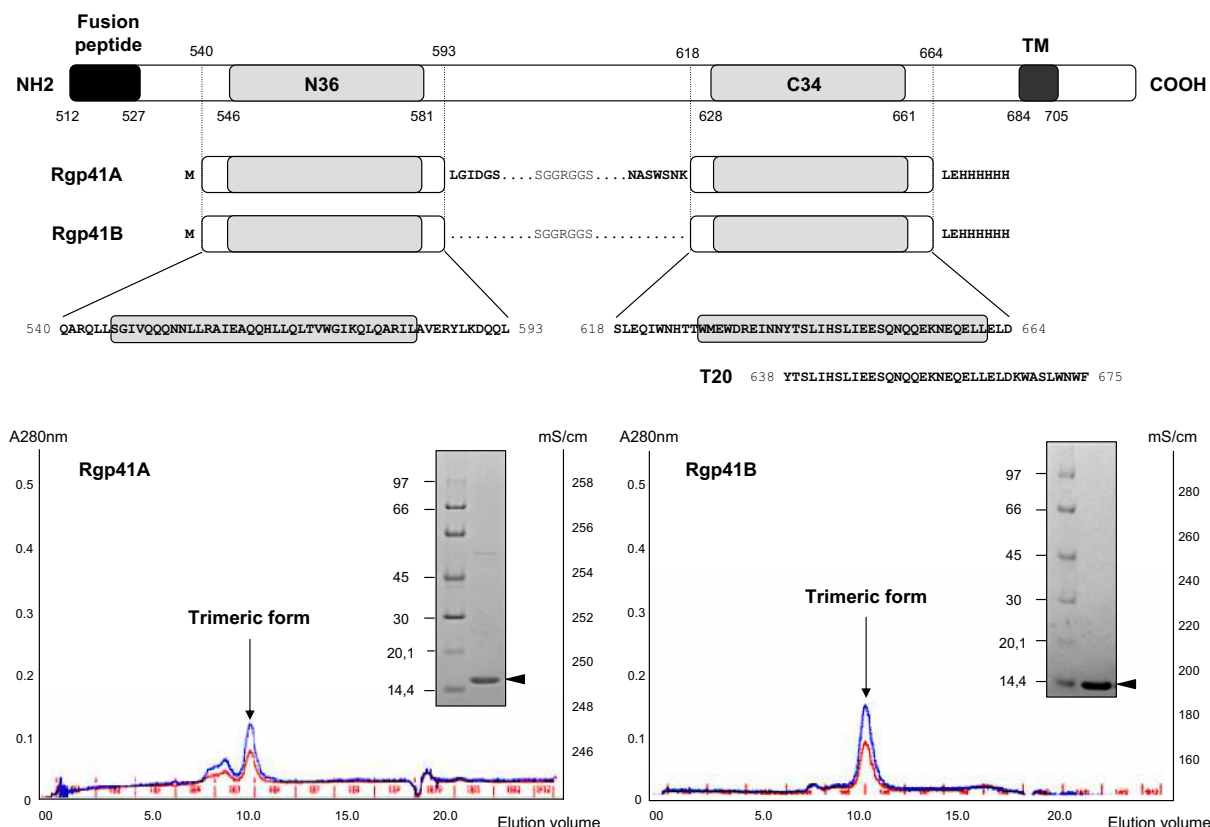 Fusion
peptide
540 593 618 664 TM
NH2 N36 C34 COOH
512 527 546 581 628 661 684 705
Rgp41A M LGIDGS....SGGRGGS....NASWSNK LEHHHHHH
Rgp41B M ..........SGGRGGS........... LEHHHHHH
540 QARQLLSGIVQQQNNLLRAIEAQQHLLQLTVWGIKQLQARILAVERYLKDQQL 593 618 SLEQIWNHTTWMEWDREINNYTSLIHSLIEESQNQQEKNEQELLELD 664
T20 638 YTSLIHSLIEESQNQQEKNEQELLELDKWASLWNWF 675
A280nm mS/cm
Rgp41A
0.5
0.4
0.3
0.2
0.1
0
97
66
45
30
20,1
14,4
Trimeric form
258
256
254
252
250
248
246
00 5.0 10.0 15.0 20.0
Elution volume
A280nm mS/cm
Rgp41B
0.5
0.4
0.3
0.2
0.1
0
97
66
45
30
20,1
14,4
Trimeric form
280
260
240
220
200
180
160
00 5.0 10.0 15.0 20.0
Elution volume